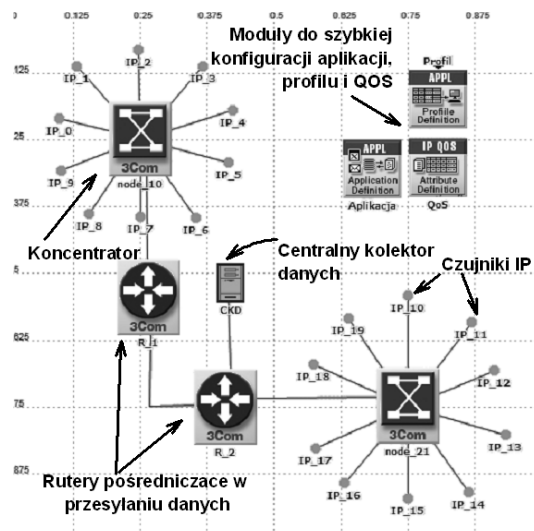 0.125 0.25 0.375 0.625 0.75 0.875
Moduły do szybkiej
konfiguracji aplikacji,
profilu i QOS
Profil
APPL
Profile
Definition
APPL
Application
Definition
Aplikacja
IP QOS
Attribute
Definition
QoS
125
25
375
5
625
75
875
IP_2
IP_1
IP_3
IP_0
IP_4
IP_9
IP_5
IP_8
IP_7
IP_6
3Com
node_10
Koncentrator
Centralny kolektor
danych
CKD
Czujniki IP
3Com
R_1
3Com
R_2
IP_10
IP_19
IP_11
IP_18
IP_12
IP_17
IP_13
IP_16
IP_15
IP_14
3Com
node_21
Rutery pośredniczące w
przesyłaniu danych